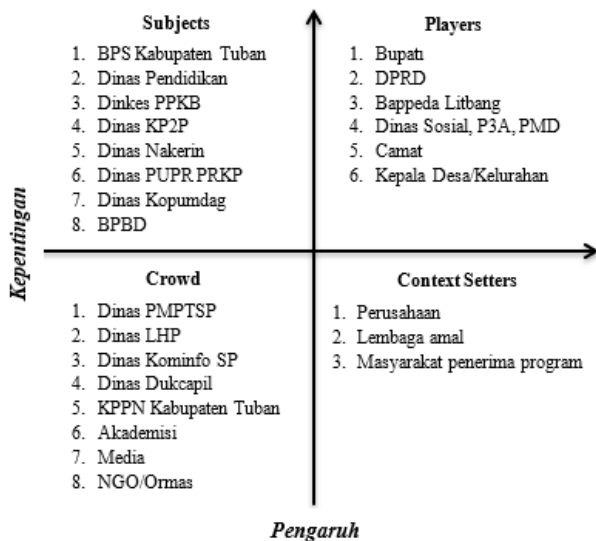 Subjects
1. BPS Kabupaten Tuban
2. Dinas Pendidikan
3. Dinkes PPKB
4. Dinas KP2P
5. Dinas Nakerin
6. Dinas PUPR PRKP
7. Dinas Kopumdag
8. BPBD
Players
1. Bupati
2. DPRD
3. Bappeda Litbang
4. Dinas Sosial, P3A, PMD
5. Camat
6. Kepala Desa/Kelurahan
Kepentingan
Crowd
1. Dinas PMPTSP
2. Dinas LHP
3. Dinas Kominfo SP
4. Dinas Dukcapil
5. KPPN Kabupaten Tuban
6. Akademisi
7. Media
8. NGO/Ormas
Context Setters
1. Perusahaan
2. Lembaga amal
3. Masyarakat penerima program
Pengaruh